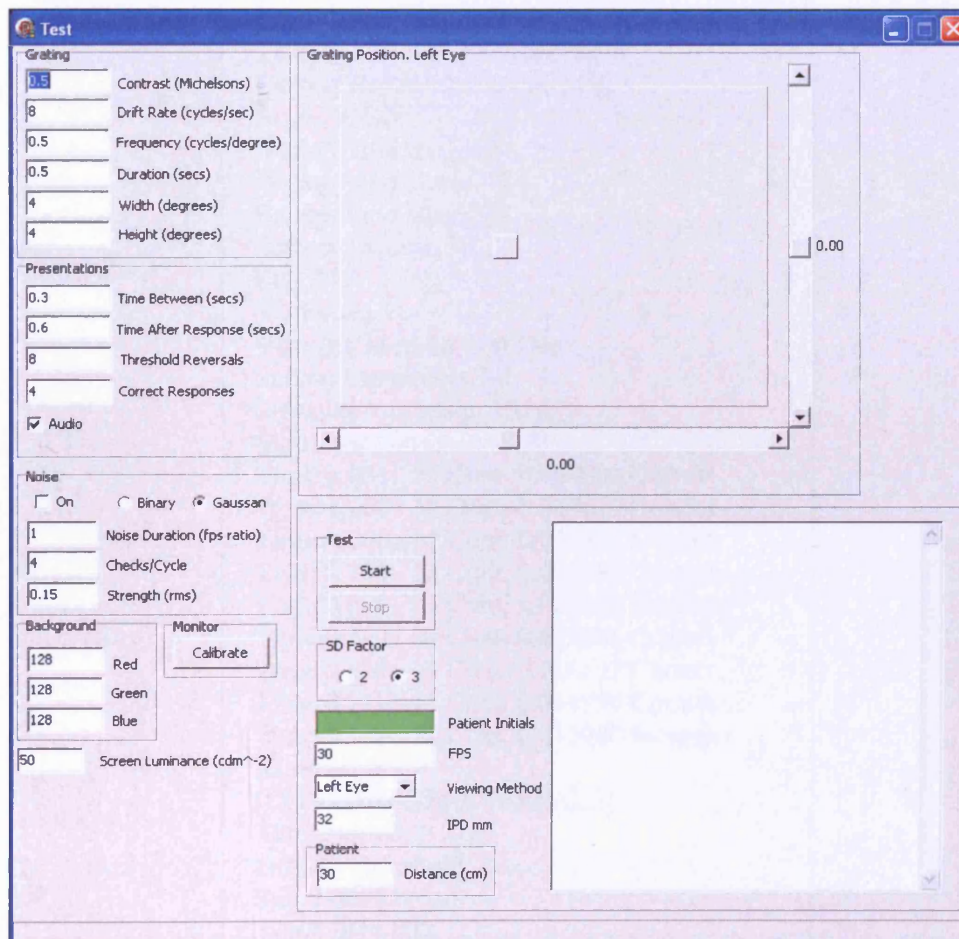 Test
Grating
0.5 Contrast (Michelsons)
8 Drift Rate (cycles/sec)
0.5 Frequency (cycles/degree)
0.5 Duration (secs)
4 Width (degrees)
4 Height (degrees)
Presentations
0.3 Time Between (secs)
0.6 Time After Response (secs)
8 Threshold Reversals
4 Correct Responses
Audio
Noise
On Binary Gaussan
1 Noise Duration (fps ratio)
4 Checks/Cycle
0.15 Strength (rms)
Background
128 Red
128 Green
128 Blue
Monitor
Calibrate
50 Screen Luminance (cdm^-2)
Grating Position. Left Eye
0.00
0.00
Test
Start
Stop
SD Factor
2 3
Patient Initials
30 FPS
Left Eye Viewing Method
32 IPD mm
Patient
30 Distance (cm)